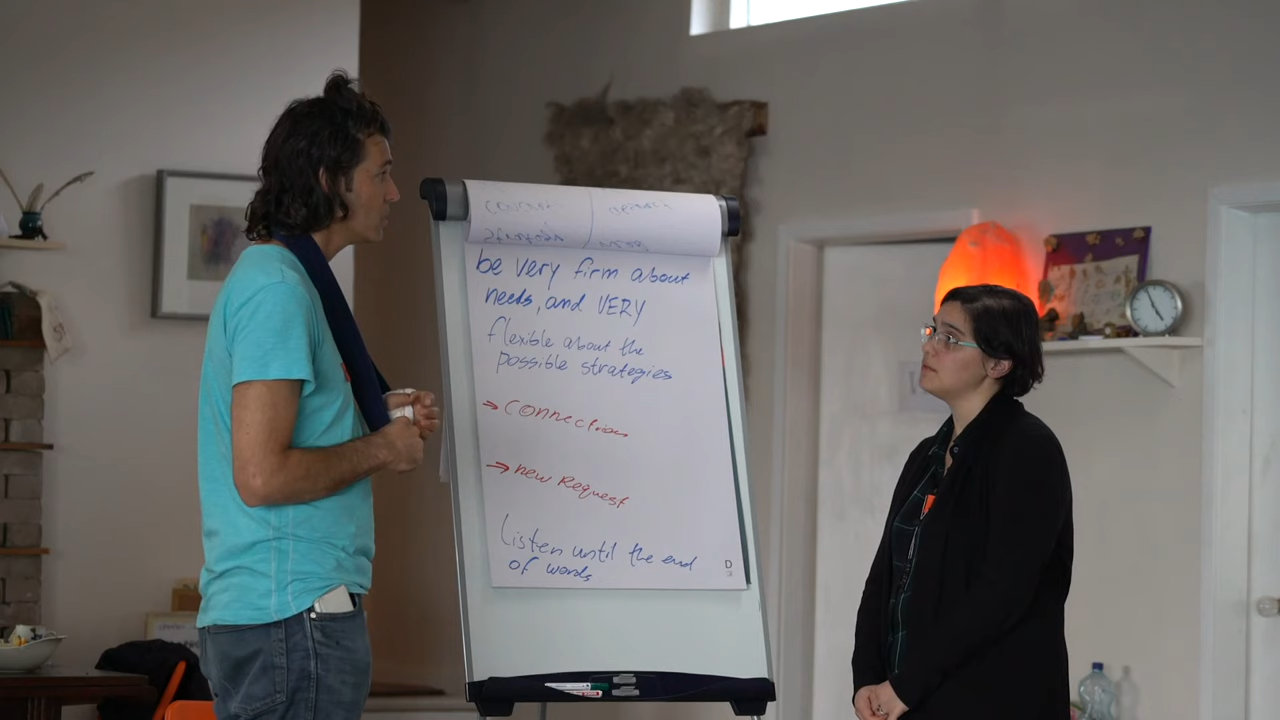 be very firm about
needs, and VERY
flexible about the
possible strategies
→ connection
→ new Request
Listen until the end
of words
D